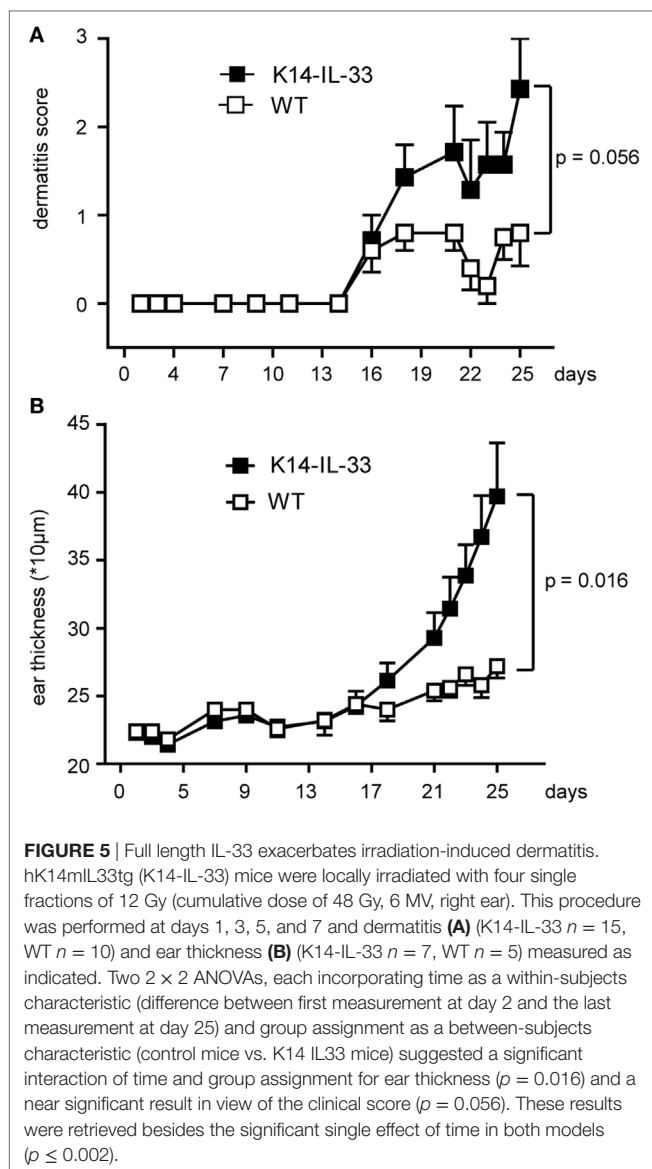 A
3
2
1
0
dermatitis score
K14-IL-33
WT
p = 0.056
0 4 7 10 13 16 19 22 25 days
B
45
40
35
30
25
20
ear thickness (*10µm)
K14-IL-33
WT
p = 0.016
0 5 9 13 17 21 25 days
FIGURE 5 | Full length IL-33 exacerbates irradiation-induced dermatitis.
hK14mIL33tg (K14-IL-33) mice were locally irradiated with four single
fractions of 12 Gy (cumulative dose of 48 Gy, 6 MV, right ear). This procedure
was performed at days 1, 3, 5, and 7 and dermatitis (A) (K14-IL-33 n = 15,
WT n = 10) and ear thickness (B) (K14-IL-33 n = 7, WT n = 5) measured as
indicated. Two 2 × 2 ANOVAs, each incorporating time as a within-subjects
characteristic (difference between first measurement at day 2 and the last
measurement at day 25) and group assignment as a between-subjects
characteristic (control mice vs. K14 IL33 mice) suggested a significant
interaction of time and group assignment for ear thickness (p = 0.016) and a
near significant result in view of the clinical score (p = 0.056). These results
were retrieved besides the significant single effect of time in both models
(p ≤ 0.002).